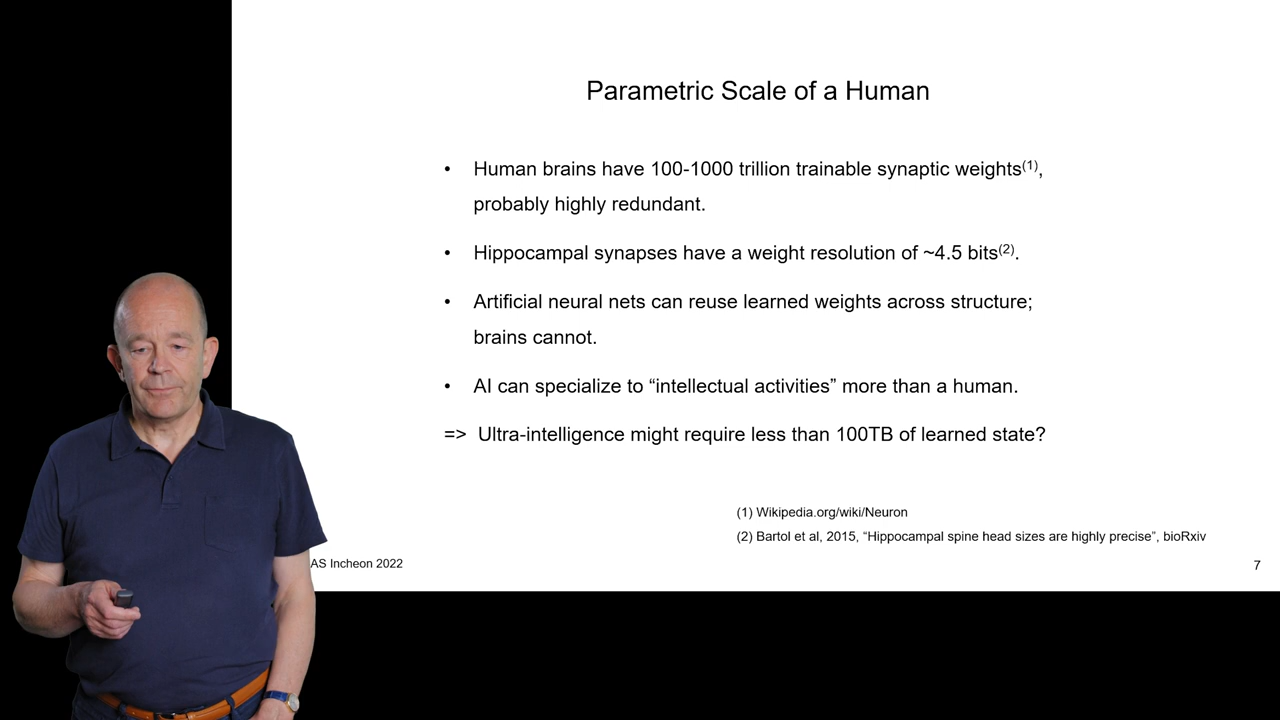 Parametric Scale of a Human
• Human brains have 100-1000 trillion trainable synaptic weights(1),
probably highly redundant.
• Hippocampal synapses have a weight resolution of ~4.5 bits(2).
• Artificial neural nets can reuse learned weights across structure;
brains cannot.
• AI can specialize to “intellectual activities” more than a human.
=> Ultra-intelligence might require less than 100TB of learned state?
(1) Wikipedia.org/wiki/Neuron
(2) Bartol et al, 2015, “Hippocampal spine head sizes are highly precise”, bioRxiv
AS Incheon 2022
7